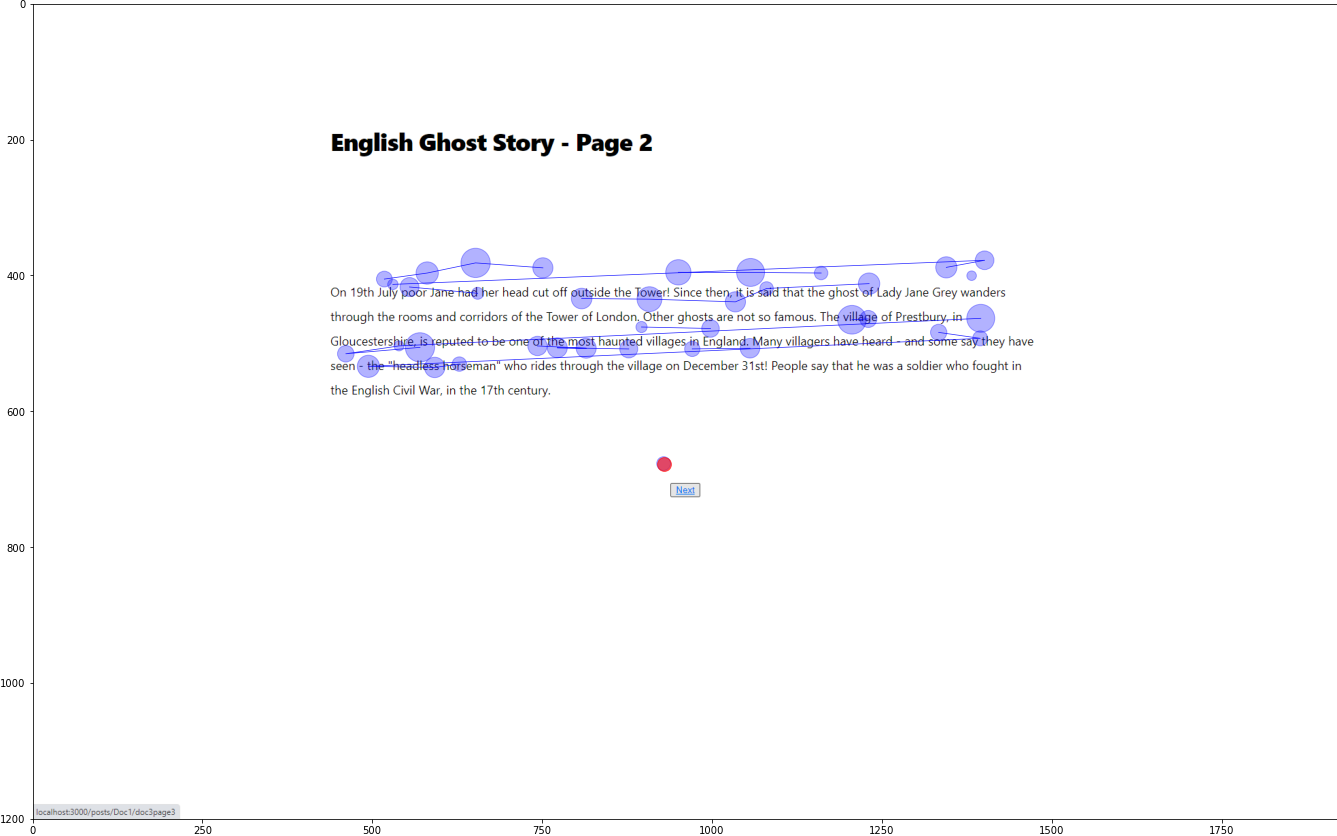 0
200
400
600
800
1000
1200
English Ghost Story - Page 2
On 19th July poor Jane had her head cut off outside the Tower! Since then, it is said that the ghost of Lady Jane Grey wanders
through the rooms and corridors of the Tower of London. Other ghosts are not so famous. The village of Prestbury, in
Gloucestershire, is reputed to be one of the most haunted villages in England. Many villagers have heard - and some say they have
seen - the "headless horseman" who rides through the village on December 31st! People say that he was a soldier who fought in
the English Civil War, in the 17th century.
Next
localhost:3000/posts/Doc1/doc3page3
0 250 500 750 1000 1250 1500 1750